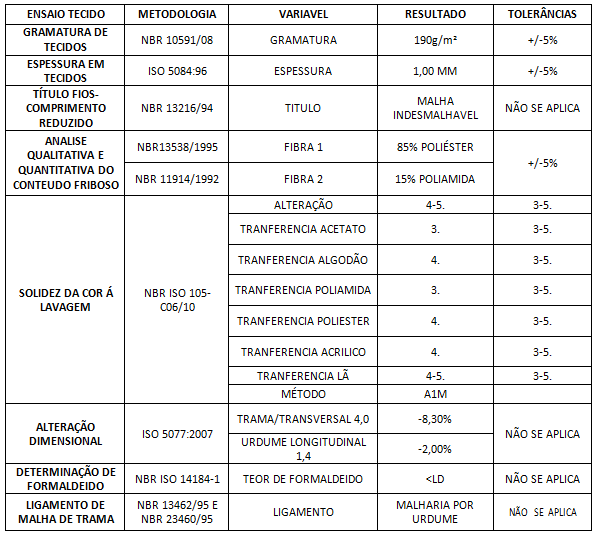 ENSAIO TECIDO METODOLOGIA VARIAVEL RESULTADO TOLERÂNCIAS
GRAMATURA DE
TECIDOS NBR 10591/08 GRAMATURA 190g/m² +/-5%
ESPESSURA EM
TECIDOS ISO 5084:96 ESPESSURA 1,00 MM +/-5%
TÍTULO FIOS-
COMPRIMENTO
REDUZIDO NBR 13216/94 TITULO MALHA
INDESMALHAVEL NÃO SE APLICA
ANALISE
QUALITATIVA E
QUANTITATIVA DO
CONTEUDO FRIBOSO NBR13538/1995 FIBRA 1 85% POLIÉSTER +/-5%
NBR 11914/1992 FIBRA 2 15% POLIAMIDA
SOLIDEZ DA COR Á
LAVAGEM NBR ISO 105-
C06/10 ALTERAÇÃO 4-5. 3-5.
TRANFERENCIA ACETATO 3. 3-5.
TRANFERENCIA ALGODÃO 4. 3-5.
TRANFERENCIA POLIAMIDA 3. 3-5.
TRANFERENCIA POLIESTER 4. 3-5.
TRANFERENCIA ACRILICO 4. 3-5.
TRANFERENCIA LÃ 4-5. 3-5.
MÉTODO A1M
ALTERAÇÃO
DIMENSIONAL ISO 5077:2007 TRAMA/TRANSVERSAL 4,0 -8,30% NÃO SE APLICA
URDUME LONGITUDINAL
1,4 -2,00%
DETERMINAÇÃO DE
FORMALDEIDO NBR ISO 14184-1 TEOR DE FORMALDEIDO <LD NÃO SE APLICA
LIGAMENTO DE
MALHA DE TRAMA NBR 13462/95 E
NBR 23460/95 LIGAMENTO MALHARIA POR
URDUME NÃO SE APLICA